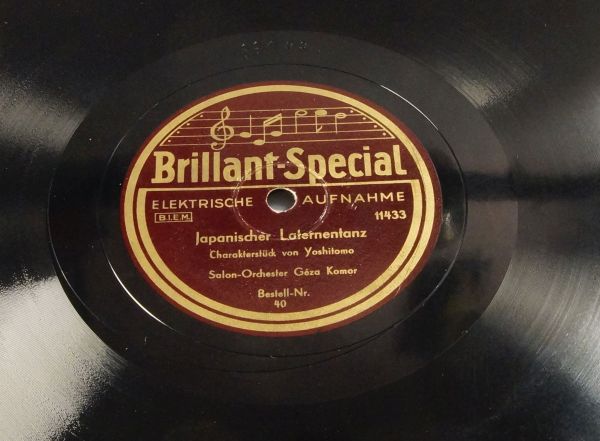 Brillant-Special
ELEKTRISCHE AUFNAHME
B.I.E.M. 11433
Japanischer Laternentanz
Charakterstück von Yoshitomo
Salon-Orchester Géza Komor
Bestell-Nr.
40